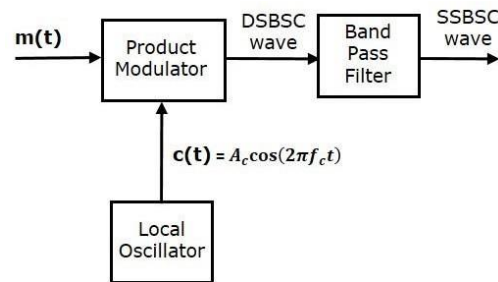 m(t)
Product
Modulator
DSBSC
wave
Band
Pass
Filter
SSBSC
wave
c(t) = A_c cos(2πf_c t)
Local
Oscillator